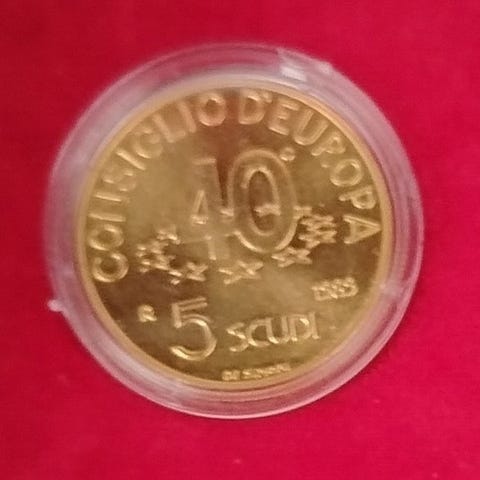 CONSIGLIO D'EUROPA
40°
R
5 SCUDI